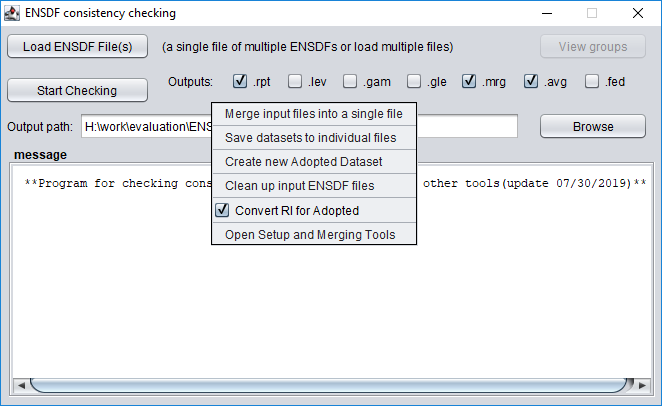 ENSDF consistency checking
Load ENSDF File(s) (a single file of multiple ENSDFs or load multiple files) View groups
Start Checking Outputs: .rpt .lev .gam .gle .mrg .avg .fed
Output path: H:\work\evaluation\ENS Browse
message
**Program for checking cons other tools(update 07/30/2019)**
Merge input files into a single file
Save datasets to individual files
Create new Adopted Dataset
Clean up input ENSDF files
Convert RI for Adopted
Open Setup and Merging Tools